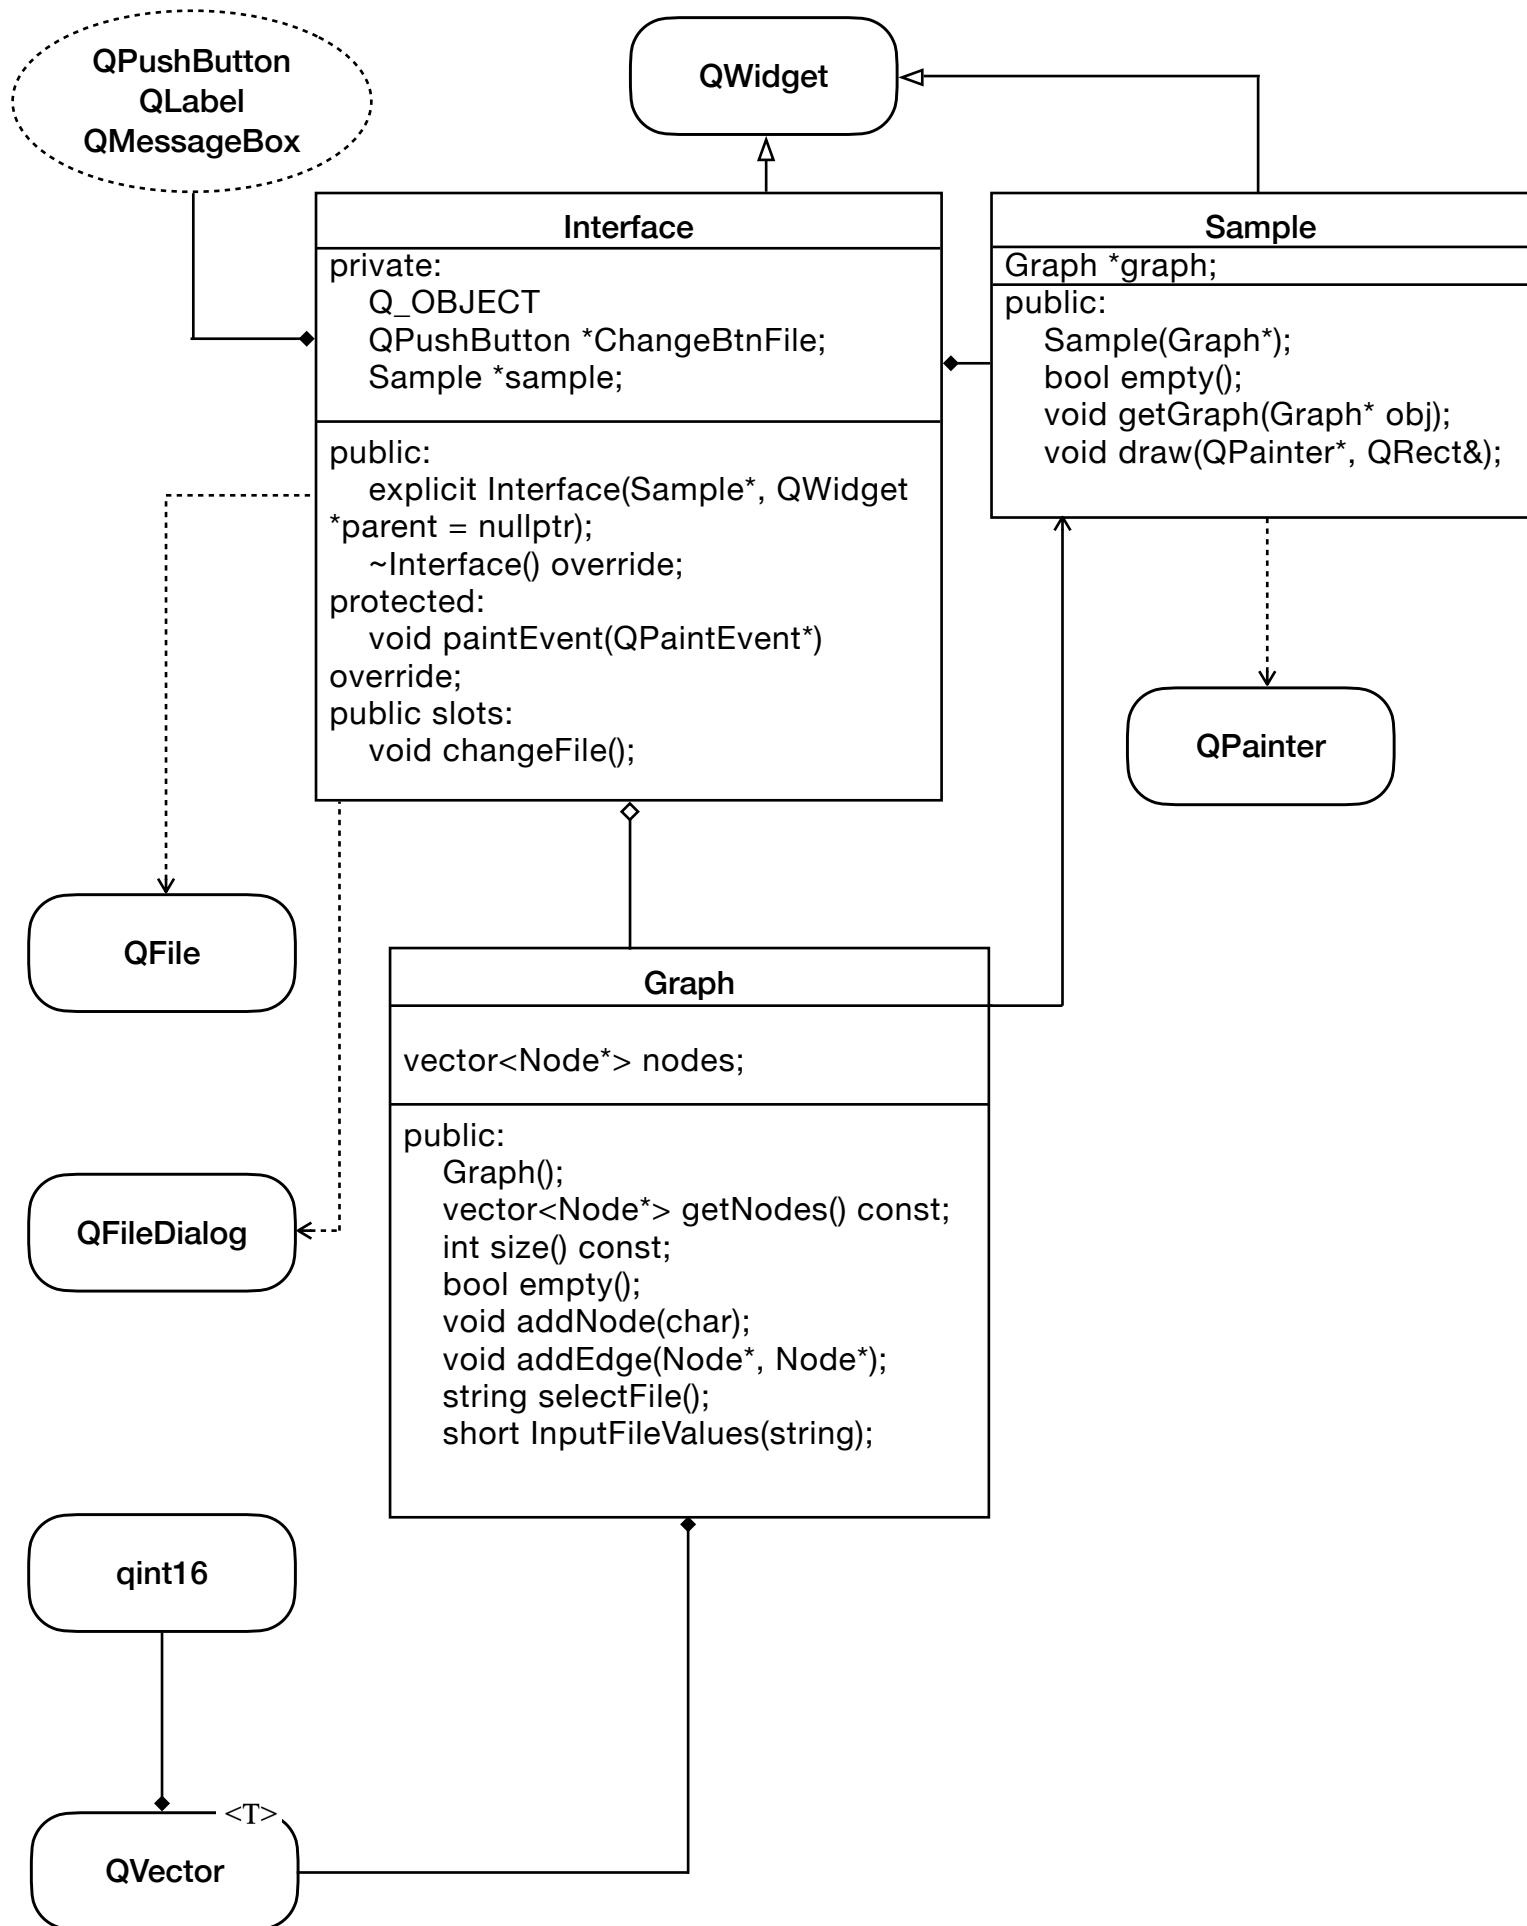 QPushButton
QLabel
QMessageBox
QWidget
Interface
private:
Q_OBJECT
QPushButton *ChangeBtnFile;
Sample *sample;
public:
explicit Interface(Sample*, QWidget
*parent = nullptr);
~Interface() override;
protected:
void paintEvent(QPaintEvent*)
override;
public slots:
void changeFile();
Sample
Graph *graph;
public:
Sample(Graph*);
bool empty();
void getGraph(Graph* obj);
void draw(QPainter*, QRect&);
QPainter
QFile
Graph
vector<Node*> nodes;
public:
Graph();
vector<Node*> getNodes() const;
int size() const;
bool empty();
void addNode(char);
void addEdge(Node*, Node*);
string selectFile();
short InputFileValues(string);
QFileDialog
qint16
<T>
QVector